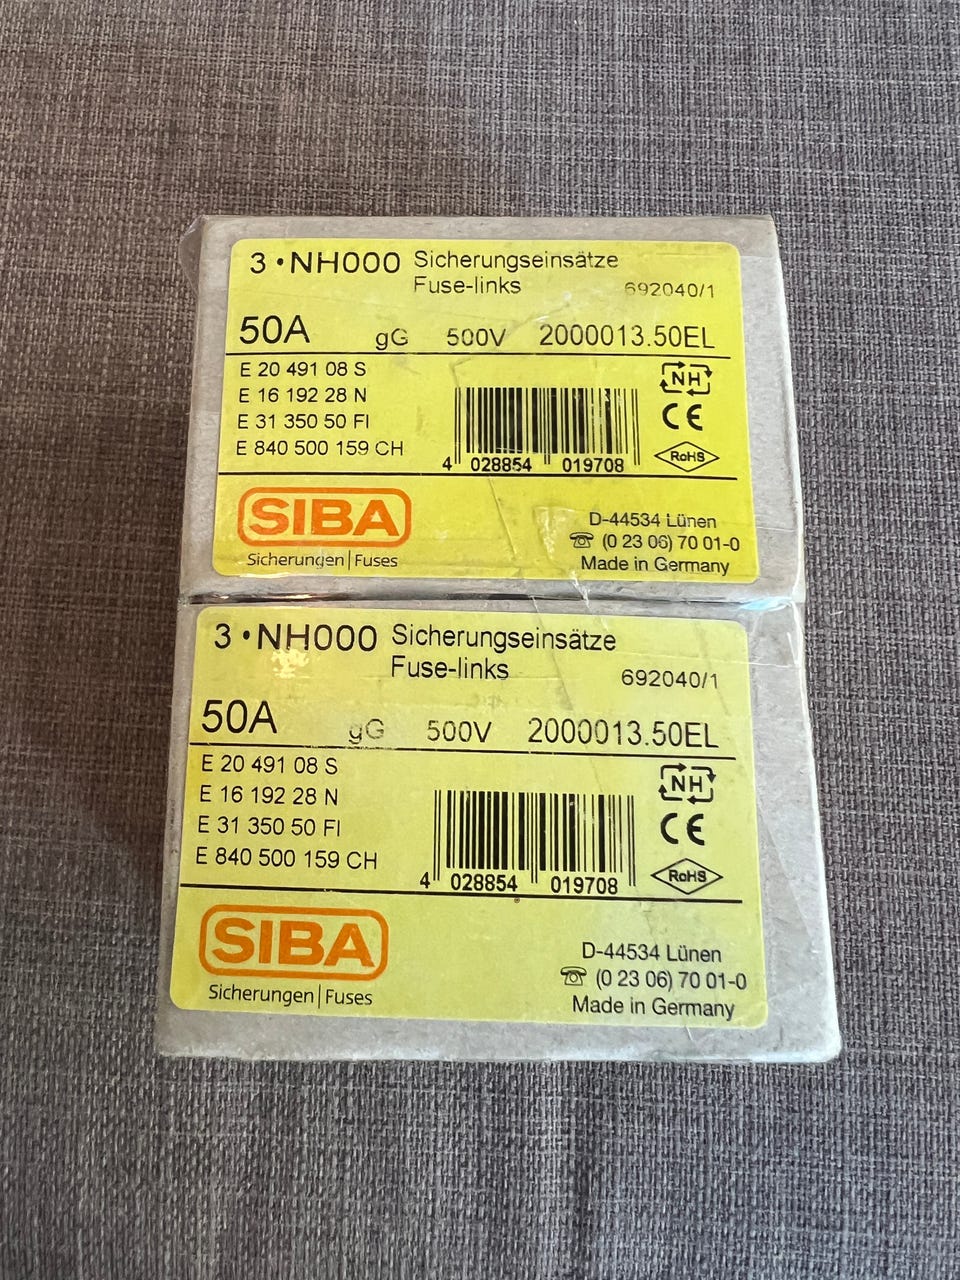 3 • NH000 Sicherungseinsätze
Fuse-links 692040/1
50A gG 500V 2000013.50EL
E 20 491 08 S
E 16 192 28 N
E 31 350 50 FI
E 840 500 159 CH
NH
CE
RoHS
4 028854 019708
SIBA
Sicherungen | Fuses
D-44534 Lünen
☏ (0 23 06) 70 01-0
Made in Germany
3 • NH000 Sicherungseinsätze
Fuse-links 692040/1
50A gG 500V 2000013.50EL
E 20 491 08 S
E 16 192 28 N
E 31 350 50 FI
E 840 500 159 CH
NH
CE
RoHS
4 028854 019708
SIBA
Sicherungen | Fuses
D-44534 Lünen
☏ (0 23 06) 70 01-0
Made in Germany